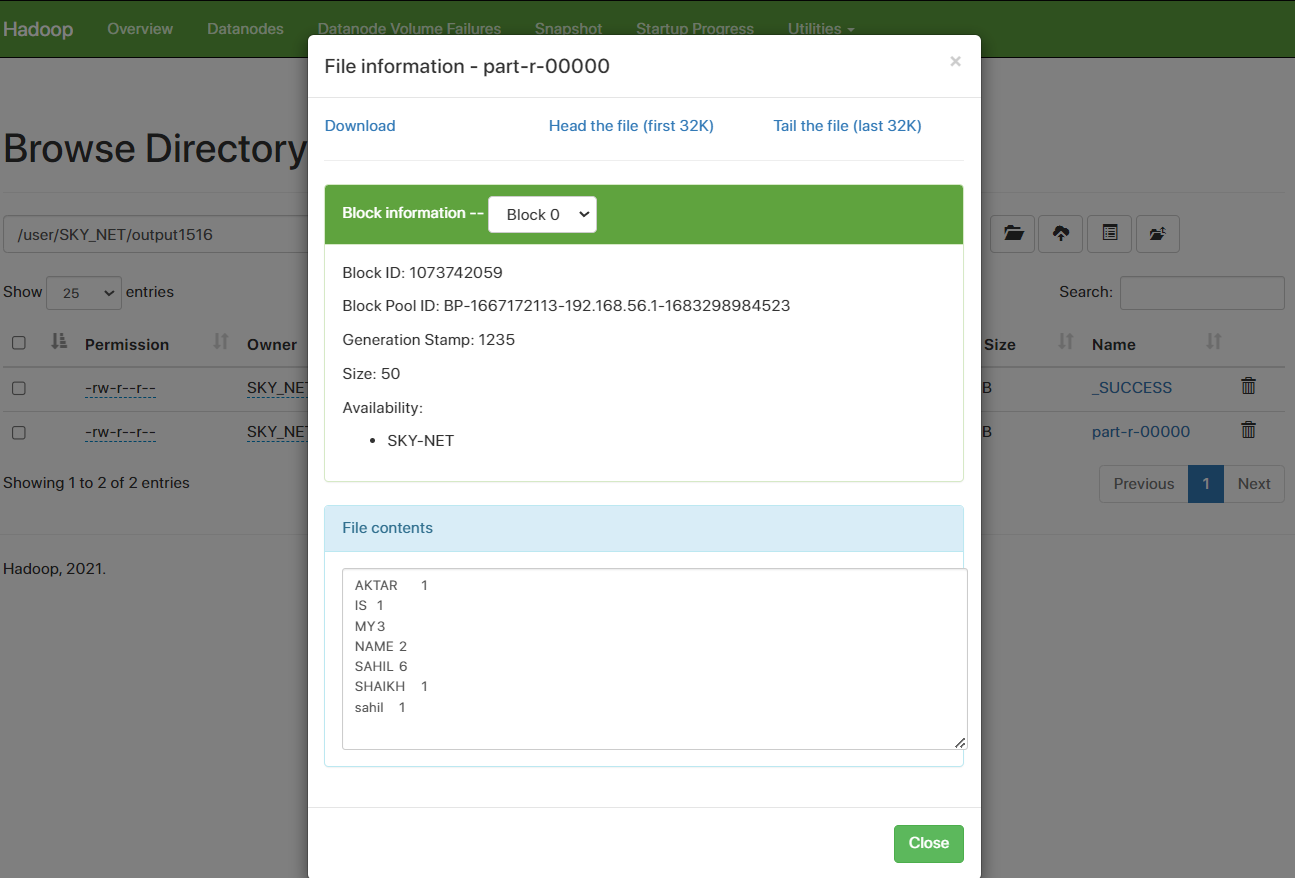 Hadoop Overview Datanodes Datanode Volume Failures Snapshot Startup Progress Utilities
File information - part-r-00000 ×
Download Head the file (first 32K) Tail the file (last 32K)
Browse Directory
Block information -- Block 0
/user/SKY_NET/output1516
Block ID: 1073742059
Block Pool ID: BP-1667172113-192.168.56.1-1683298984523
Generation Stamp: 1235
Size: 50
Availability:
• SKY-NET
Show 25 entries Search:
Permission Owner Size Name
-rw-r--r-- B _SUCCESS
-rw-r--r-- B part-r-00000
Showing 1 to 2 of 2 entries Previous 1 Next
File contents
AKTAR 1
IS 1
MY 3
NAME 2
SAHIL 6
SHAIKH 1
sahil 1
Hadoop, 2021.
Close